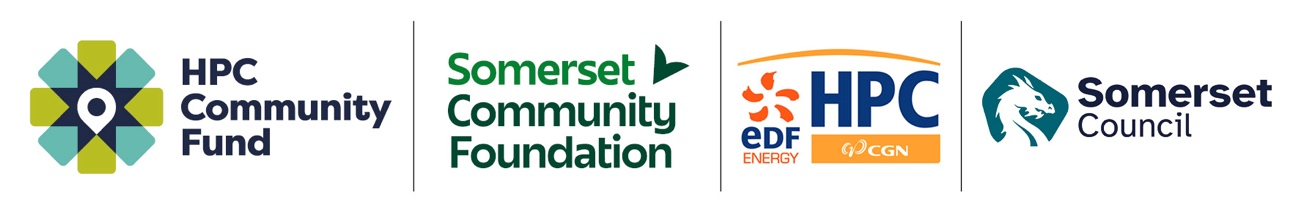 HPC
Community
Fund
Somerset
Community
Foundation
eDF
ENERGY
HPC
CGN
Somerset
Council